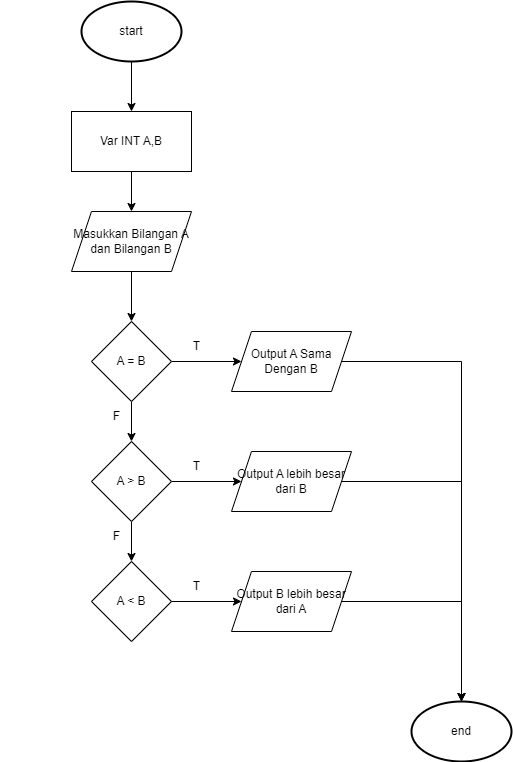 start
Var INT A,B
Masukkan Bilangan A
dan Bilangan B
A = B
T
Output A Sama
Dengan B
F
A > B
T
Output A lebih besar
dari B
F
A < B
T
Output B lebih besar
dari A
end